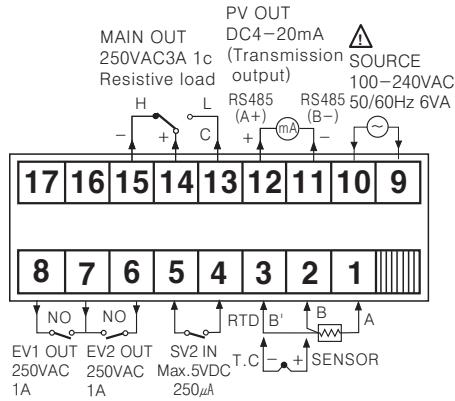 MAIN OUT
250VAC3A 1c
Resistive load
PV OUT
DC4−20mA
(Transmission
output)
SOURCE
100−240VAC
50/60Hz 6VA
H L
C
− +
RS485
(A+)
RS485
(B−)
+ mA −
17 16 15 14 13 12 11 10 9
8 7 6 5 4 3 2 1
NO NO
EV1 OUT
250VAC
1A
EV2 OUT
250VAC
1A
SV2 IN
Max.5VDC
250㎂
RTD B' B A
T.C − + SENSOR